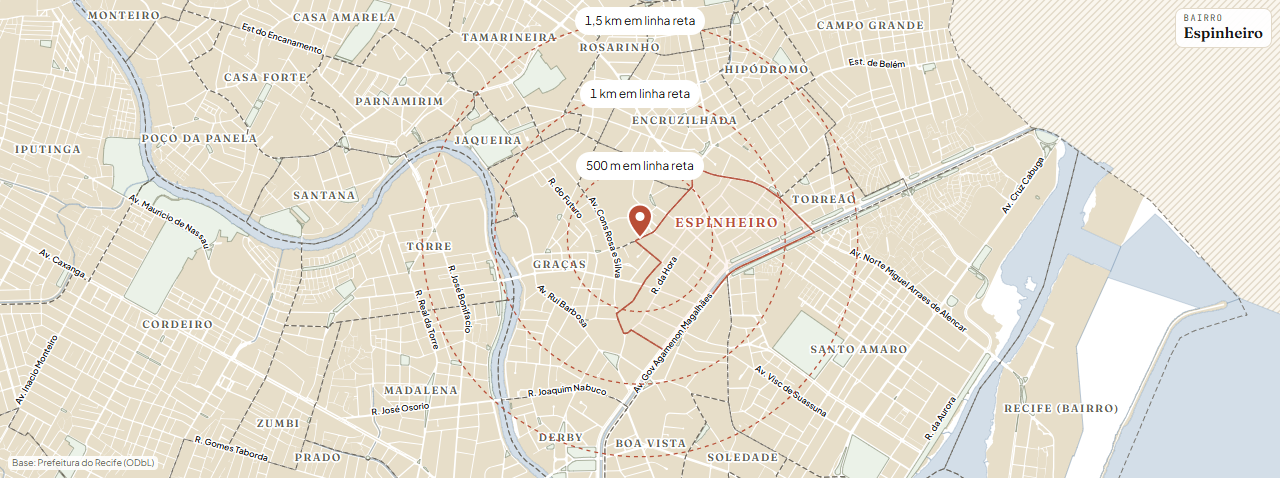 MONTEIRO
CASA AMARELA
1,5 km em linha reta
CAMPO GRANDE
BAIRRO
Espinheiro
Est do Encanamento
TAMARINEIRA
ROSARINHO
CASA FORTE
HIPÓDROMO
Est. de Belém
PARNAMIRIM
1 km em linha reta
ENCRUZILHADA
IPUTINGA
POÇO DA PANELA
JAQUEIRA
500 m em linha reta
SANTANA
R. do Futuro
Av. Cons Rosa e Silva
TORREÃO
Av. Cruz Cabugá
Av. Mauricio de Nassau
ESPINHEIRO
TORRE
GRAÇAS
Av. Caxanga
R. da Hora
Av. Norte Miguel Arraes de Alencar
R. José Bonifacio
R. Real da Torre
Av. Rui Barbosa
Av. Gov Agamenon Magalhães
CORDEIRO
SANTO AMARO
Av. Inacio Monteiro
Av. Visc de Suassuna
MADALENA
R. Joaquim Nabuco
R. José Osorio
R. da Aurora
RECIFE (BAIRRO)
ZUMBI
DERBY
BOA VISTA
R. Gomes Taborda
PRADO
SOLEDADE
Base: Prefeitura do Recife (ODbL)